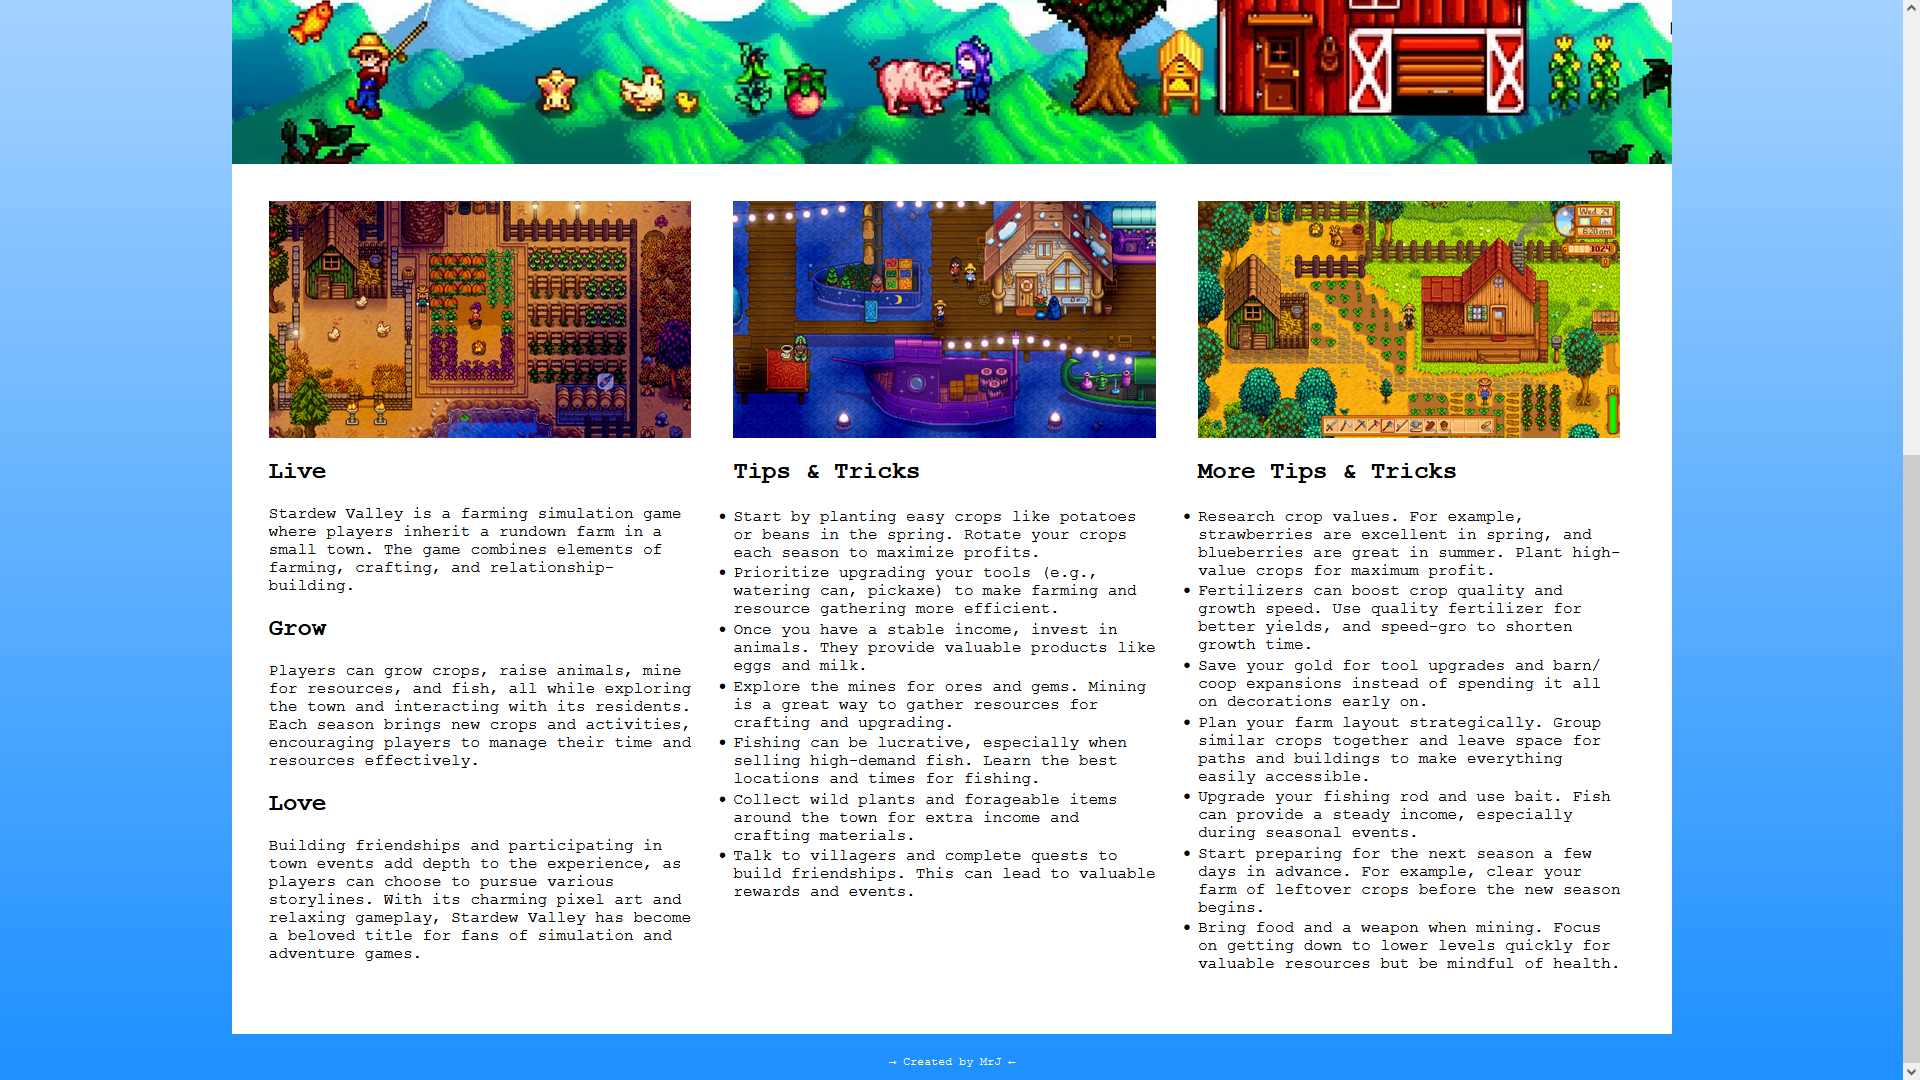 Wed. 24
6:20am
3024
Live
Stardew Valley is a farming simulation game
where players inherit a rundown farm in a
small town. The game combines elements of
farming, crafting, and relationship-
building.
Grow
Players can grow crops, raise animals, mine
for resources, and fish, all while exploring
the town and interacting with its residents.
Each season brings new crops and activities,
encouraging players to manage their time and
resources effectively.
Love
Building friendships and participating in
town events add depth to the experience, as
players can choose to pursue various
storylines. With its charming pixel art and
relaxing gameplay, Stardew Valley has become
a beloved title for fans of simulation and
adventure games.
Tips & Tricks
• Start by planting easy crops like potatoes
or beans in the spring. Rotate your crops
each season to maximize profits.
• Prioritize upgrading your tools (e.g.,
watering can, pickaxe) to make farming and
resource gathering more efficient.
• Once you have a stable income, invest in
animals. They provide valuable products like
eggs and milk.
• Explore the mines for ores and gems. Mining
is a great way to gather resources for
crafting and upgrading.
• Fishing can be lucrative, especially when
selling high-demand fish. Learn the best
locations and times for fishing.
• Collect wild plants and forageable items
around the town for extra income and
crafting materials.
• Talk to villagers and complete quests to
build friendships. This can lead to valuable
rewards and events.
More Tips & Tricks
• Research crop values. For example,
strawberries are excellent in spring, and
blueberries are great in summer. Plant high-
value crops for maximum profit.
• Fertilizers can boost crop quality and
growth speed. Use quality fertilizer for
better yields, and speed-gro to shorten
growth time.
• Save your gold for tool upgrades and barn/
coop expansions instead of spending it all
on decorations early on.
• Plan your farm layout strategically. Group
similar crops together and leave space for
paths and buildings to make everything
easily accessible.
• Upgrade your fishing rod and use bait. Fish
can provide a steady income, especially
during seasonal events.
• Start preparing for the next season a few
days in advance. For example, clear your
farm of leftover crops before the new season
begins.
• Bring food and a weapon when mining. Focus
on getting down to lower levels quickly for
valuable resources but be mindful of health.
→ Created by MrJ ←